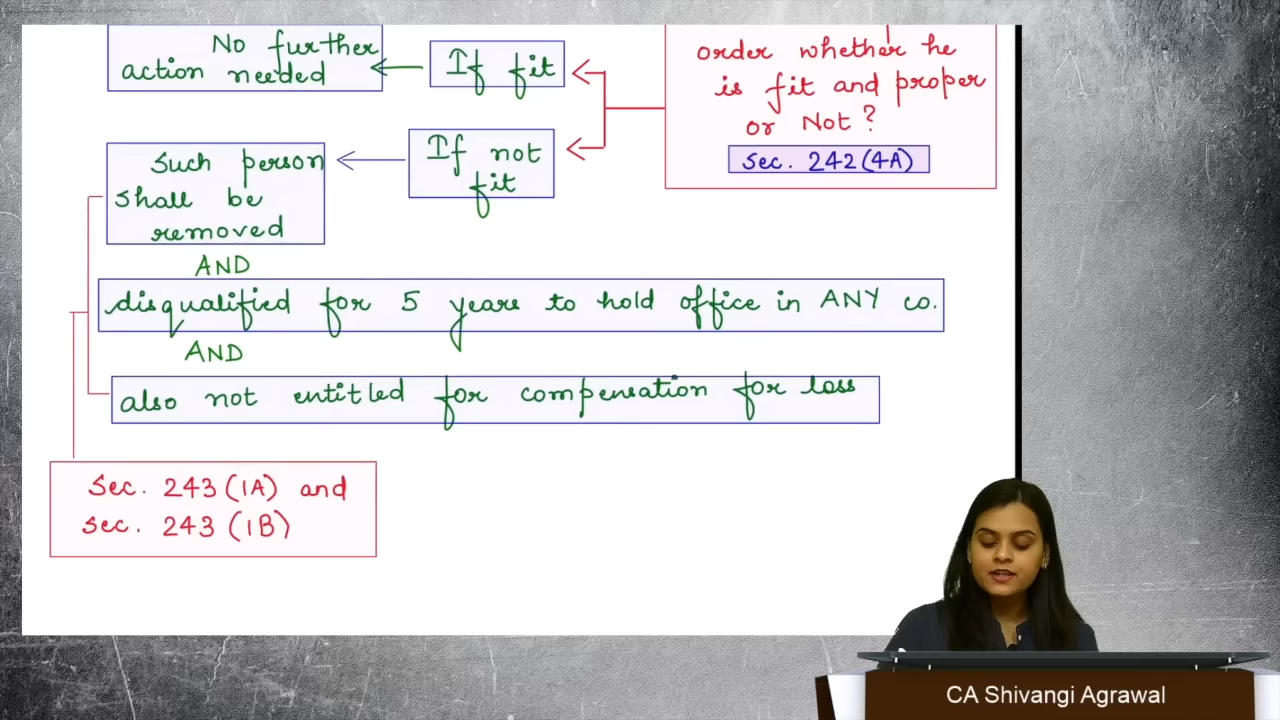 No further
action needed
If fit
order whether he
is fit and proper
or Not?
Sec. 242(4A)
If not
fit
Such person
shall be
removed
AND
disqualified for 5 years to hold office in ANY co.
AND
also not entitled for compensation for loss
Sec. 243 (1A) and
Sec. 243 (1B)
CA Shivangi Agrawal